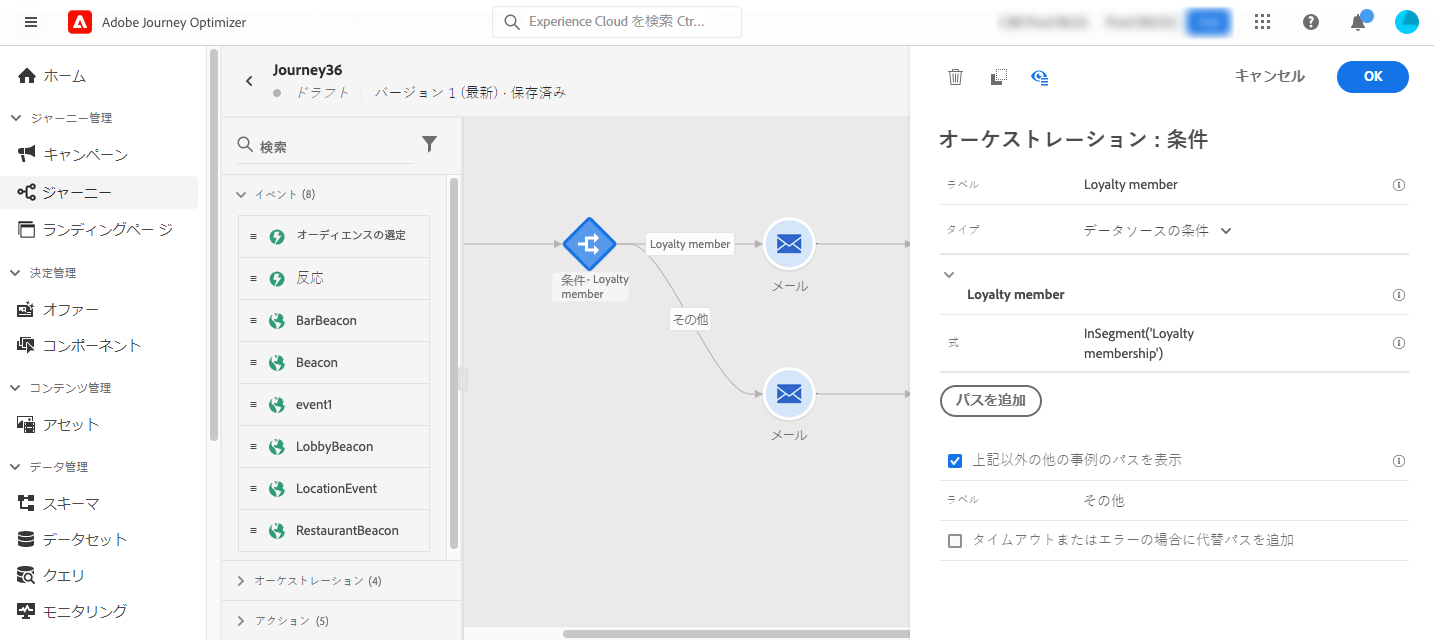 Adobe Journey Optimizer
Experience Cloud を検索 Ctr...
ホーム
ジャーニー管理
キャンペーン
ジャーニー
ランディングページ
決定管理
オファー
コンポーネント
コンテンツ管理
アセット
データ管理
スキーマ
データセット
クエリ
モニタリング
Journey36
ドラフト
バージョン 1 (最新) · 保存済み
検索
イベント (8)
オーディエンスの選定
反応
BarBeacon
Beacon
event1
LobbyBeacon
LocationEvent
RestaurantBeacon
オーケストレーション (4)
アクション (5)
条件- Loyalty
member
Loyalty member
その他
メール
メール
キャンセル
OK
オーケストレーション : 条件
ラベル
Loyalty member
タイプ
データソースの条件
Loyalty member
式
InSegment('Loyalty
membership')
パスを追加
上記以外の他の事例のパスを表示
ラベル
その他
タイムアウトまたはエラーの場合に代替パスを追加